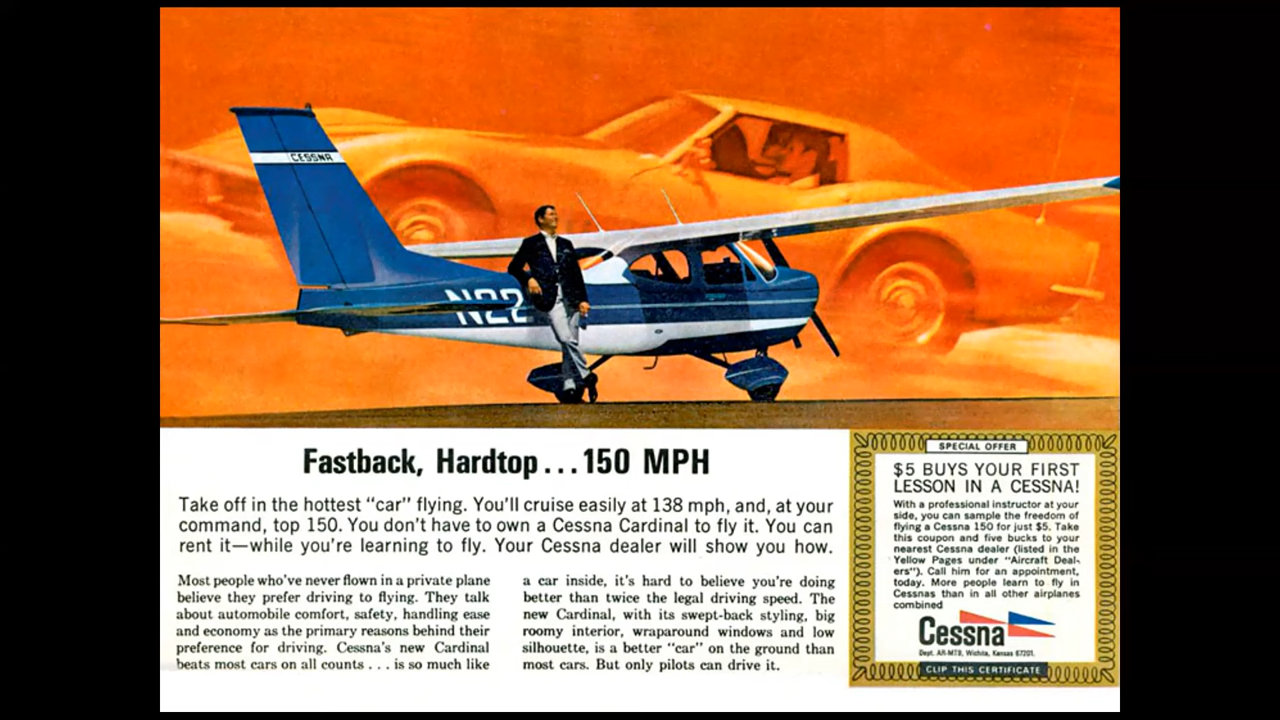 CESSNA
N22
Fastback, Hardtop...150 MPH
Take off in the hottest “car” flying. You’ll cruise easily at 138 mph, and, at your
command, top 150. You don’t have to own a Cessna Cardinal to fly it. You can
rent it—while you’re learning to fly. Your Cessna dealer will show you how.
Most people who’ve never flown in a private plane
believe they prefer driving to flying. They talk
about automobile comfort, safety, handling ease
and economy as the primary reasons behind their
preference for driving. Cessna’s new Cardinal
beats most cars on all counts . . . is so much like
a car inside, it’s hard to believe you’re doing
better than twice the legal driving speed. The
new Cardinal, with its swept-back styling, big
roomy interior, wraparound windows and low
silhouette, is a better “car” on the ground than
most cars. But only pilots can drive it.
SPECIAL OFFER
$5 BUYS YOUR FIRST
LESSON IN A CESSNA!
With a professional instructor at your
side, you can sample the freedom of
flying a Cessna 150 for just $5. Take
this coupon and five bucks to your
nearest Cessna dealer (listed in the
Yellow Pages under “Aircraft Deal-
ers”). Call him for an appointment,
today. More people learn to fly in
Cessnas than in all other airplanes
combined
Cessna
Dept. AR-MT9, Wichita, Kansas 67201.
CLIP THIS CERTIFICATE